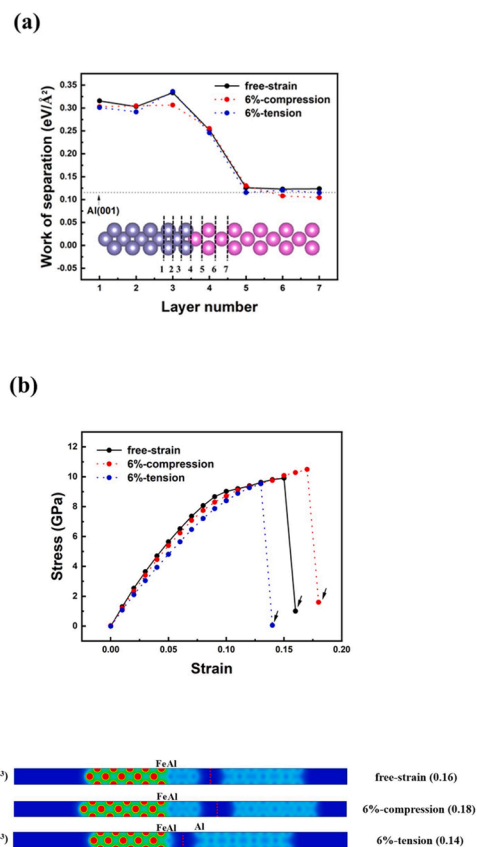 (a)
Work of separation (eV/Å²)
0.35
0.30
0.25
0.20
0.15
0.10
0.05
0.00
-0.05
free-strain
6%-compression
6%-tension
Al(001)
1 2 3 4 5 6 7
1 2 3 4 5 6 7
Layer number
(b)
Stress (GPa)
12
10
8
6
4
2
0
free-strain
6%-compression
6%-tension
0.00 0.05 0.10 0.15 0.20
Strain
FeAl
3)
free-strain (0.16)
FeAl
6%-compression (0.18)
FeAl Al
3)
6%-tension (0.14)